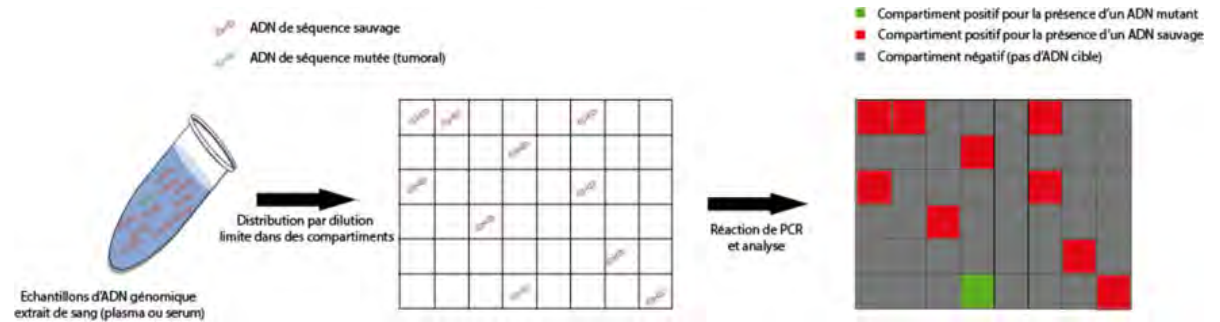 ADN de séquence sauvage
ADN de séquence mutée (tumoral)
Compartiment positif pour la présence d'un ADN mutant
Compartiment positif pour la présence d'un ADN sauvage
Compartiment négatif (pas d'ADN cible)
Distribution par dilution
limite dans des compartiments
Réaction de PCR
et analyse
Echantillons d'ADN génomique
extrait de sang (plasma ou serum)